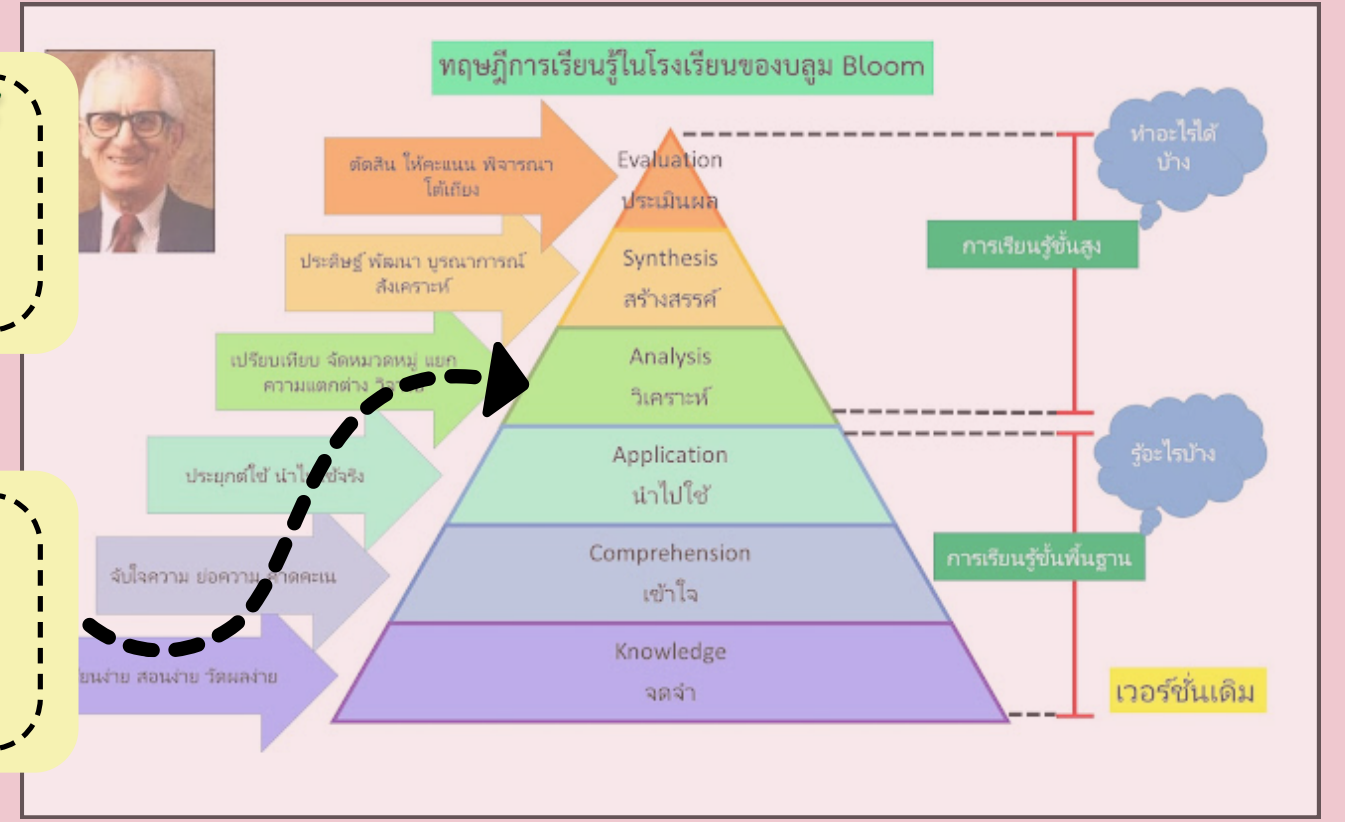 ทฤษฎีการเรียนรู้ในโรงเรียนของบลูม Bloom
ทำอะไรได้
บ้าง
ตัดสิน ให้คะแนน พิจารณา
โต้เถียง
Evaluation
ประเมินผล
การเรียนรู้ขั้นสูง
ประดิษฐ์ พัฒนา บูรณาการณ์
สังเคราะห์
Synthesis
สร้างสรรค์
เปรียบเทียบ จัดหมวดหมู่ แยก
ความแตกต่าง
Analysis
วิเคราะห์
ประยุกต์ใช้
Application
นำไปใช้
รู้อะไรบ้าง
จับใจความ ย่อความ
Comprehension
เข้าใจ
การเรียนรู้ขั้นพื้นฐาน
สอนง่าย วัดผลง่าย
Knowledge
จดจำ
เวอร์ชั่นเดิม